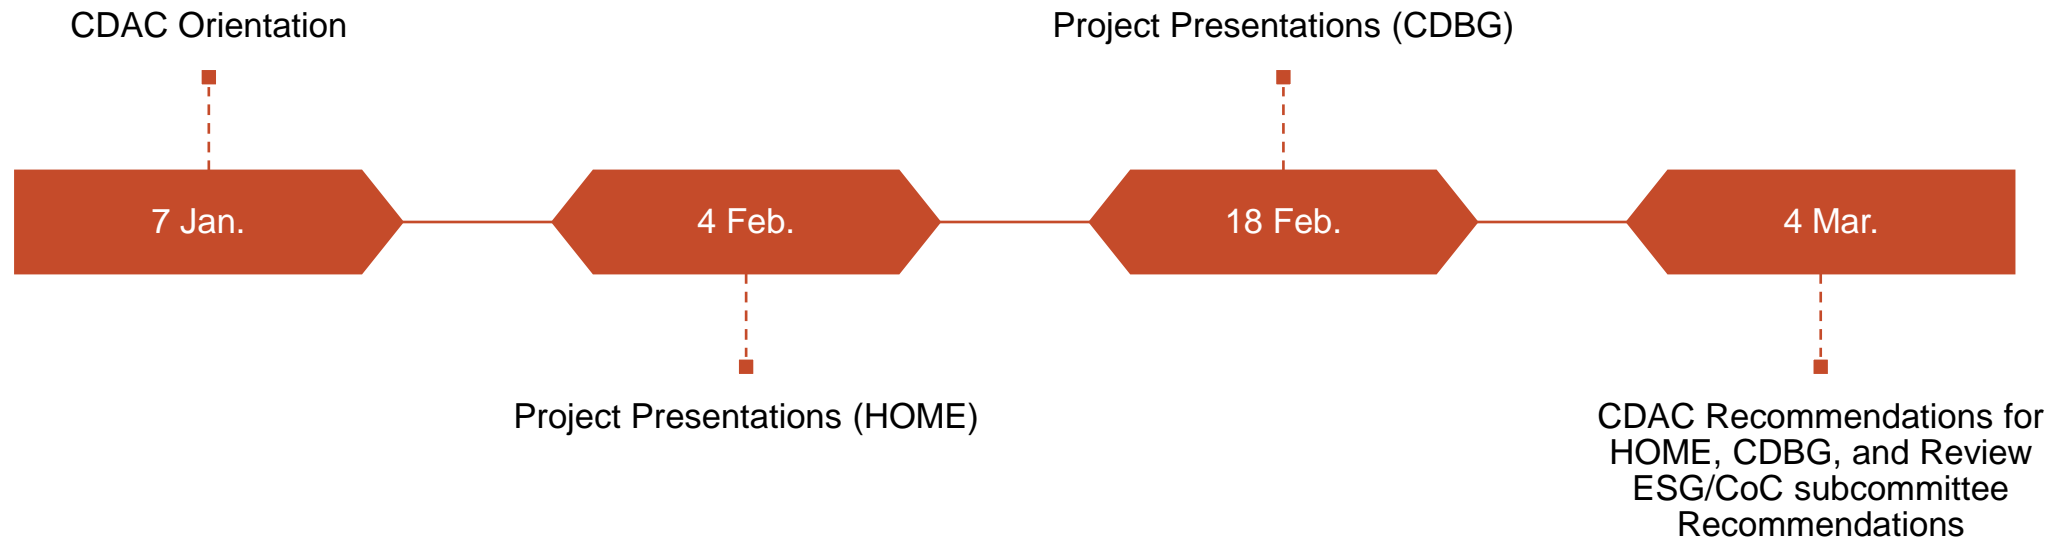 CDAC Orientation
Project Presentations (CDBG)
7 Jan.
4 Feb.
18 Feb.
4 Mar.
Project Presentations (HOME)
CDAC Recommendations for
HOME, CDBG, and Review
ESG/CoC subcommittee
Recommendations